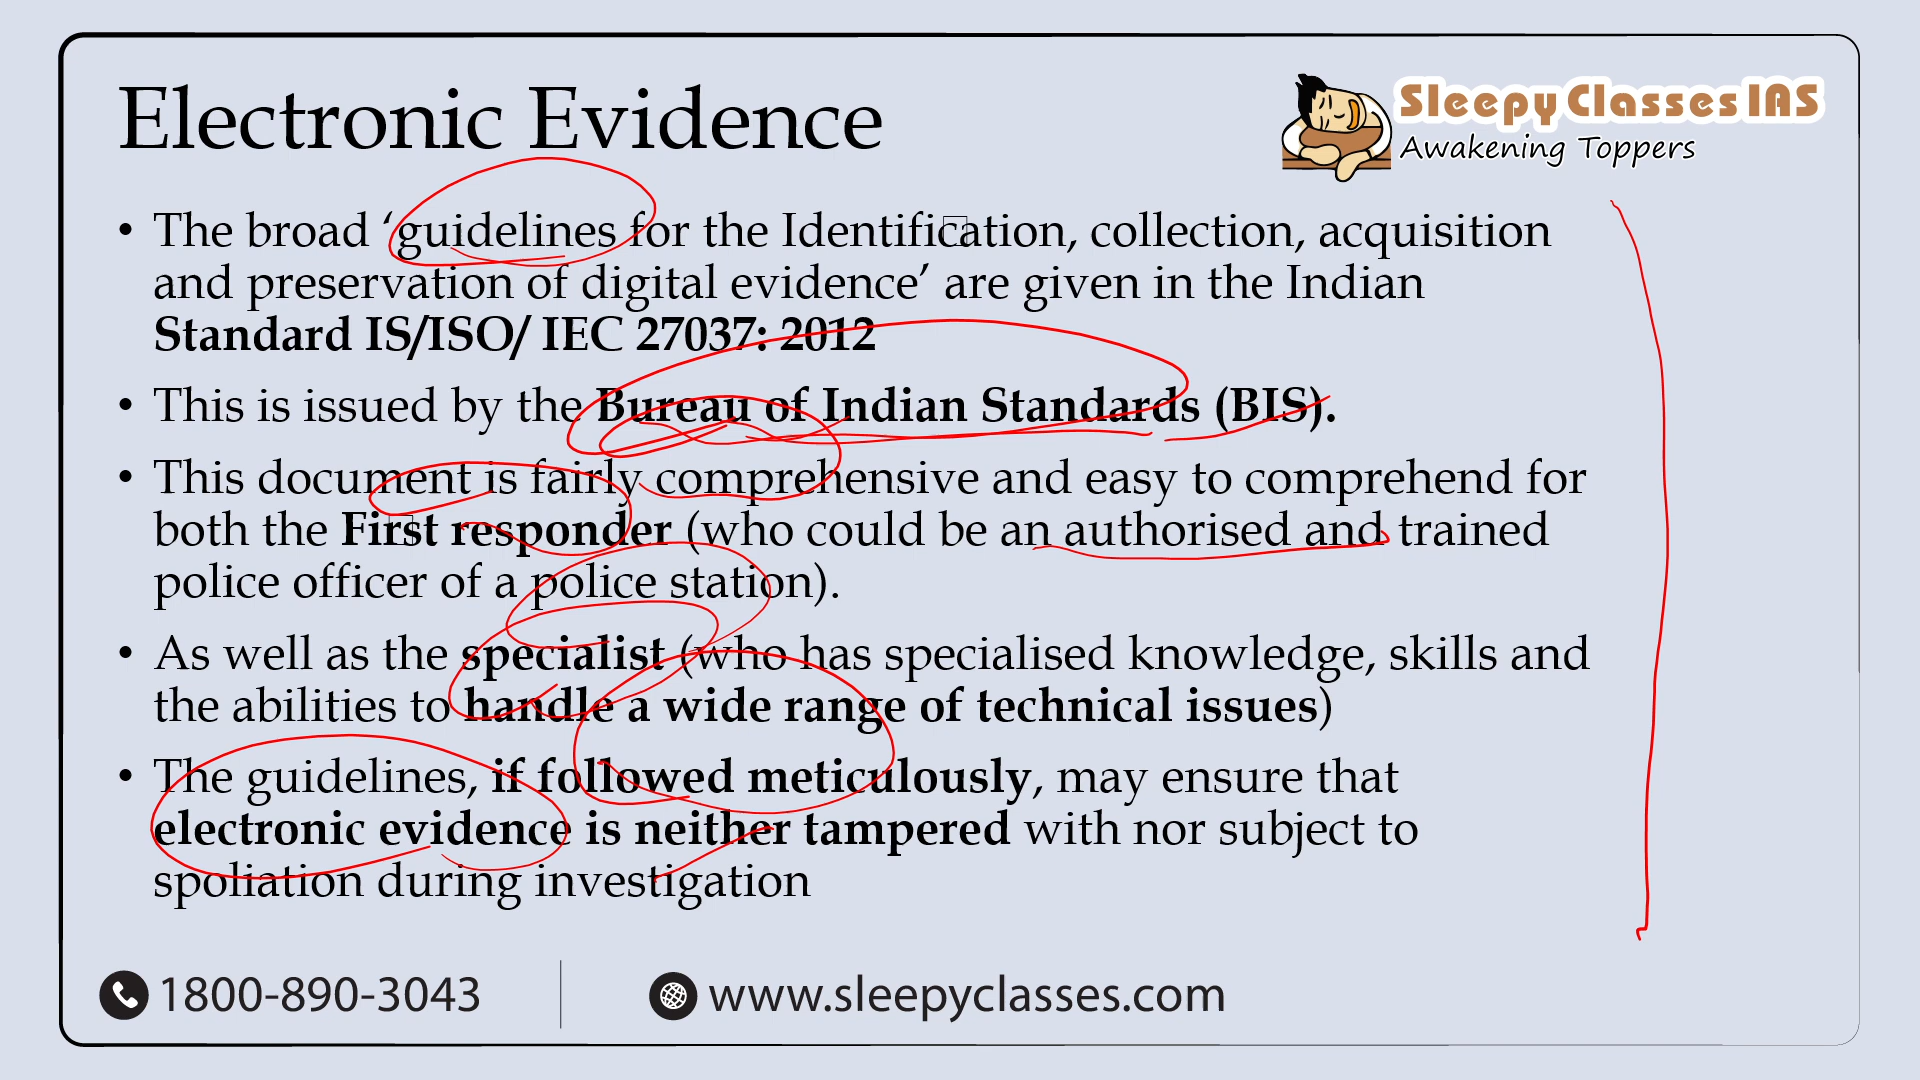 Electronic Evidence
Sleepy Classes IAS
Awakening Toppers
• The broad ‘guidelines for the Identification, collection, acquisition
and preservation of digital evidence’ are given in the Indian
Standard IS/ISO/ IEC 27037: 2012
• This is issued by the Bureau of Indian Standards (BIS).
• This document is fairly comprehensive and easy to comprehend for
both the First responder (who could be an authorised and trained
police officer of a police station).
• As well as the specialist (who has specialised knowledge, skills and
the abilities to handle a wide range of technical issues)
• The guidelines, if followed meticulously, may ensure that
electronic evidence is neither tampered with nor subject to
spoliation during investigation
1800-890-3043
www.sleepyclasses.com